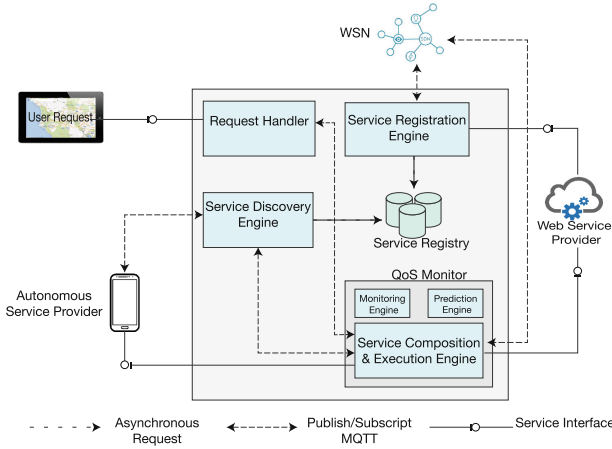 WSN
SDN
User Request
Request Handler
Service Registration
Engine
Service Discovery
Engine
Service Registry
Web Service
Provider
QoS Monitor
Autonomous
Service Provider
Monitoring
Engine
Prediction
Engine
Service Composition
& Execution Engine
Asynchronous
Request
Publish/Subscript
MQTT
Service Interface